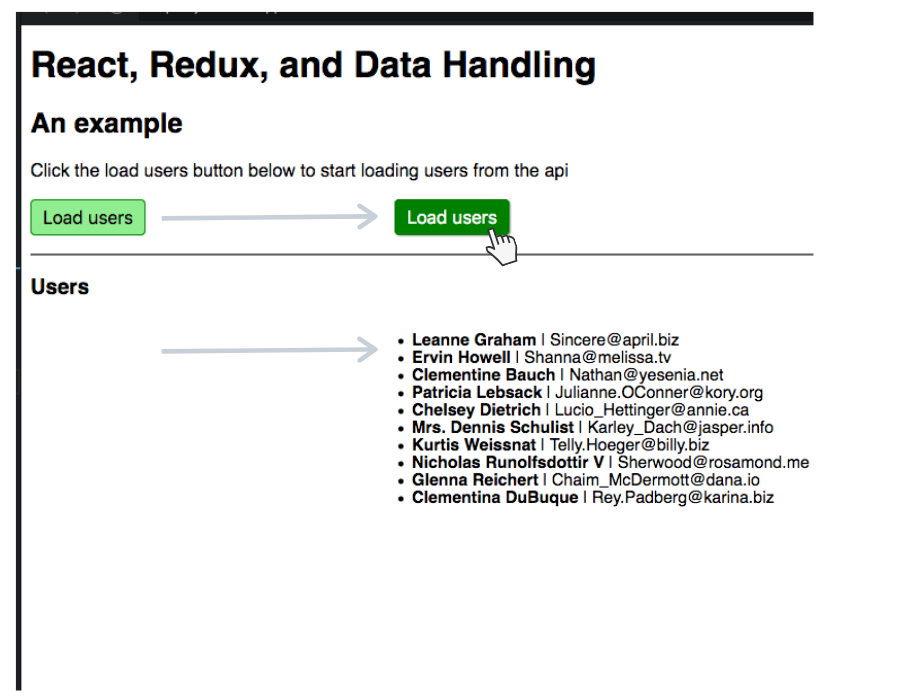 React, Redux, and Data Handling
An example
Click the load users button below to start loading users from the api
Load users
Load users
Users
• Leanne Graham | Sincere@april.biz
• Ervin Howell | Shanna@melissa.tv
• Clementine Bauch | Nathan@yesenia.net
• Patricia Lebsack | Julianne.OConner@kory.org
• Chelsey Dietrich | Lucio_Hettinger@annie.ca
• Mrs. Dennis Schulist | Karley_Dach@jasper.info
• Kurtis Weissnat | Telly.Hoeger@billy.biz
• Nicholas Runolfsdottir V | Sherwood@rosamond.me
• Glenna Reichert | Chaim_McDermott@dana.io
• Clementina DuBuque | Rey.Padberg@karina.biz